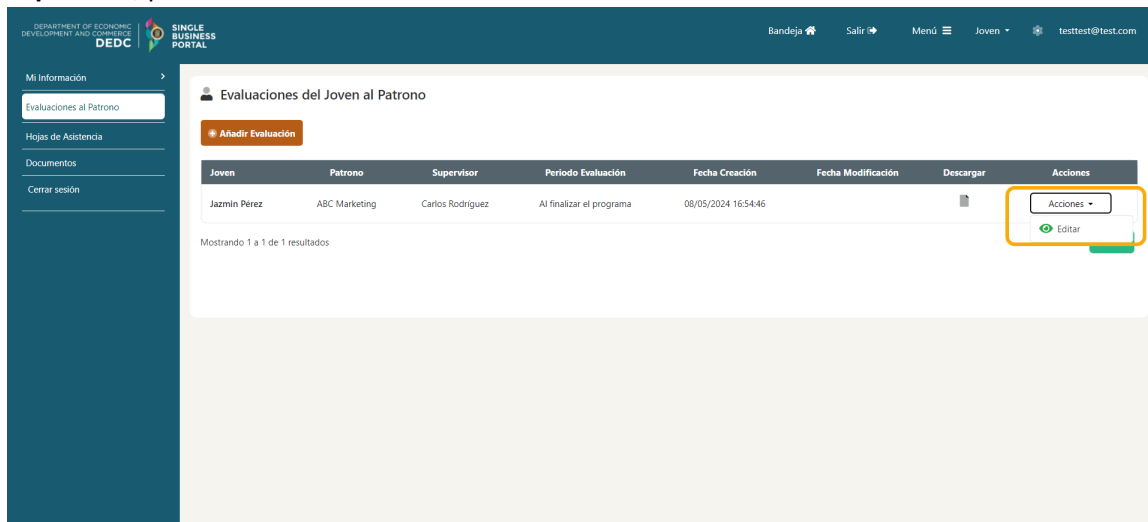 DEPARTMENT OF ECONOMIC
DEVELOPMENT AND COMMERCE
DEDC
SINGLE
BUSINESS
PORTAL
Bandeja Salir Menú Joven testtest@test.com
Mi Información
Evaluaciones al Patrono
Hojas de Asistencia
Documentos
Cerrar sesión
Evaluaciones del Joven al Patrono
Añadir Evaluación
Joven Patrono Supervisor Periodo Evaluación Fecha Creación Fecha Modificación Descargar Acciones
Jazmin Pérez ABC Marketing Carlos Rodríguez Al finalizar el programa 08/05/2024 16:54:46 Acciones
Editar
Mostrando 1 a 1 de 1 resultados